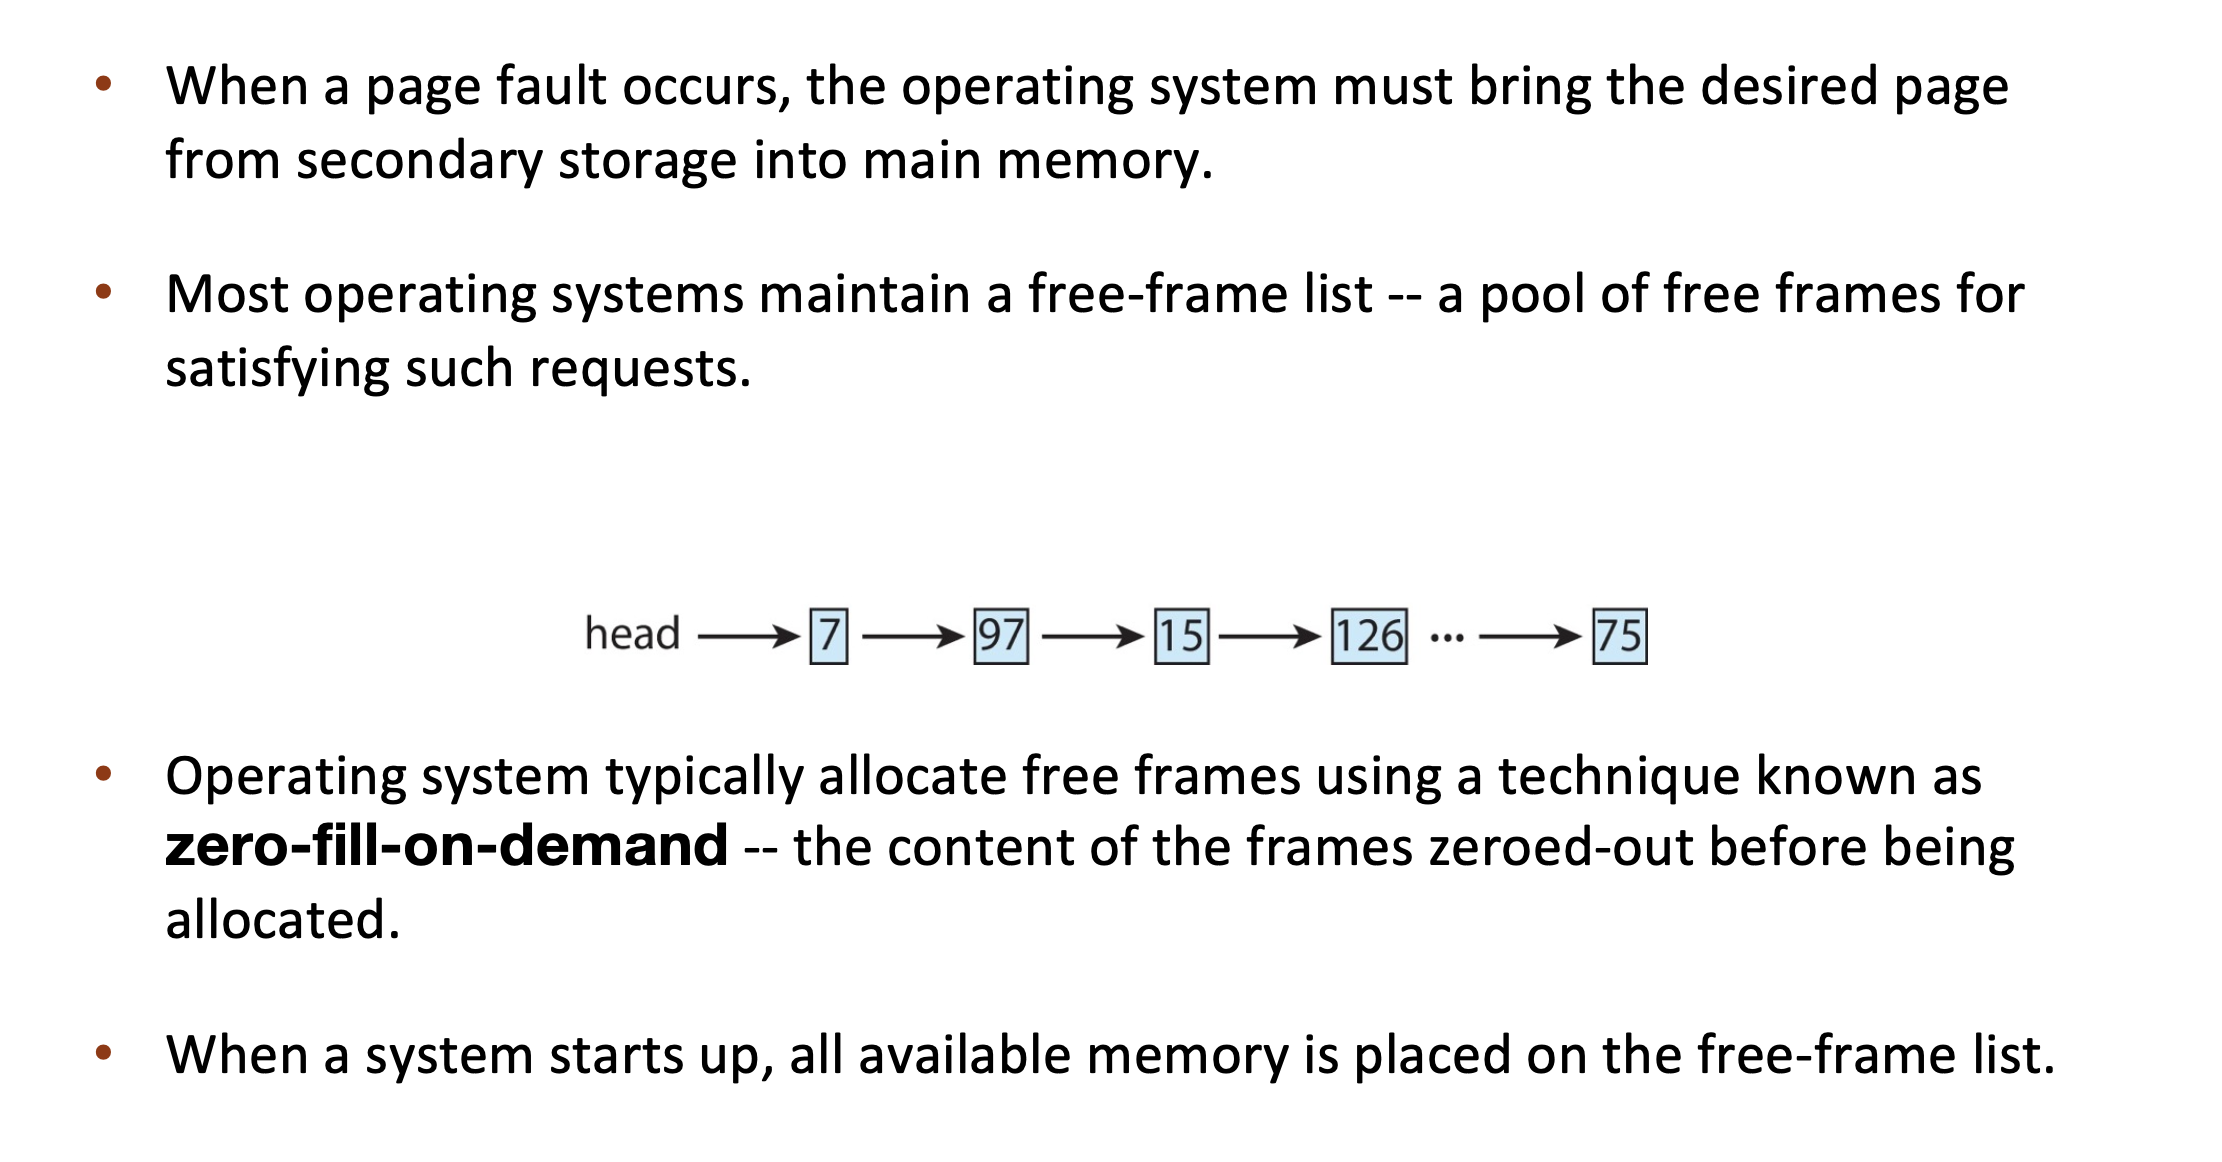 • When a page fault occurs, the operating system must bring the desired page
from secondary storage into main memory.
• Most operating systems maintain a free-frame list -- a pool of free frames for
satisfying such requests.
head 7 97 15 126 ... 75
• Operating system typically allocate free frames using a technique known as
zero-fill-on-demand -- the content of the frames zeroed-out before being
allocated.
• When a system starts up, all available memory is placed on the free-frame list.